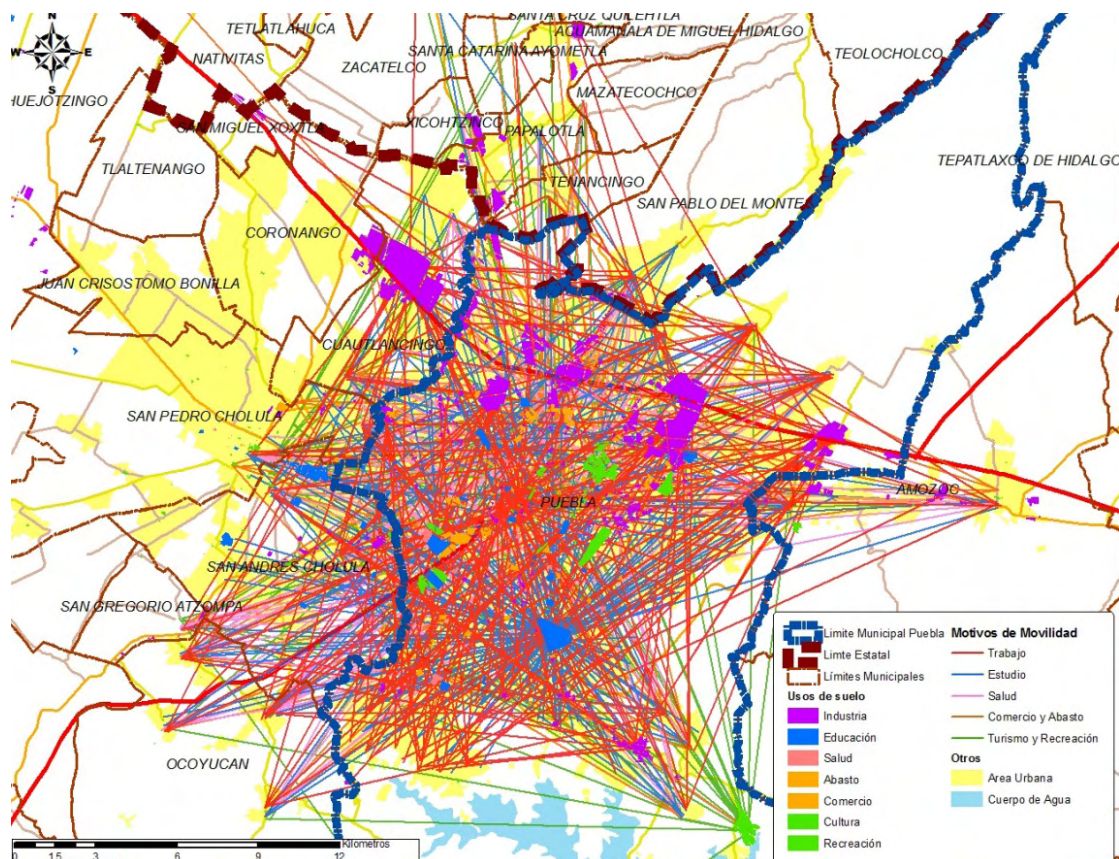 N
W E
S
TETLATLAHUCA
SANTA CRUZ QUILEHTLA
ACUAMANALA DE MIGUEL HIDALGO
NATIVITAS
ZACATELCO
SANTA CATARINA AYOMETLA
TEOLOCHOLCO
HUEJOTZINGO
MAZATECOCHCO
SAN MIGUEL XOXTLA
XICOHTZINCO
PAPALOTLA
TLALTENANGO
TEPATLAXCO DE HIDALGO
TENANCINGO
SAN PABLO DEL MONTE
CORONANGO
JUAN CRISOSTOMO BONILLA
CUAUTLANCINGO
SAN PEDRO CHOLULA
PUEBLA
AMOZOC
SAN ANDRES CHOLULA
SAN GREGORIO ATZOMPA
OCOYUCAN
Limite Municipal Puebla
Limte Estatal
Límites Municipales
Usos de suelo
Industria
Educación
Salud
Abasto
Comercio
Cultura
Recreación
Motivos de Movilidad
Trabajo
Estudio
Salud
Comercio y Abasto
Turismo y Recreación
Otros
Area Urbana
Cuerpo de Agua
Kilometros
0 1.5 3 6 9 12